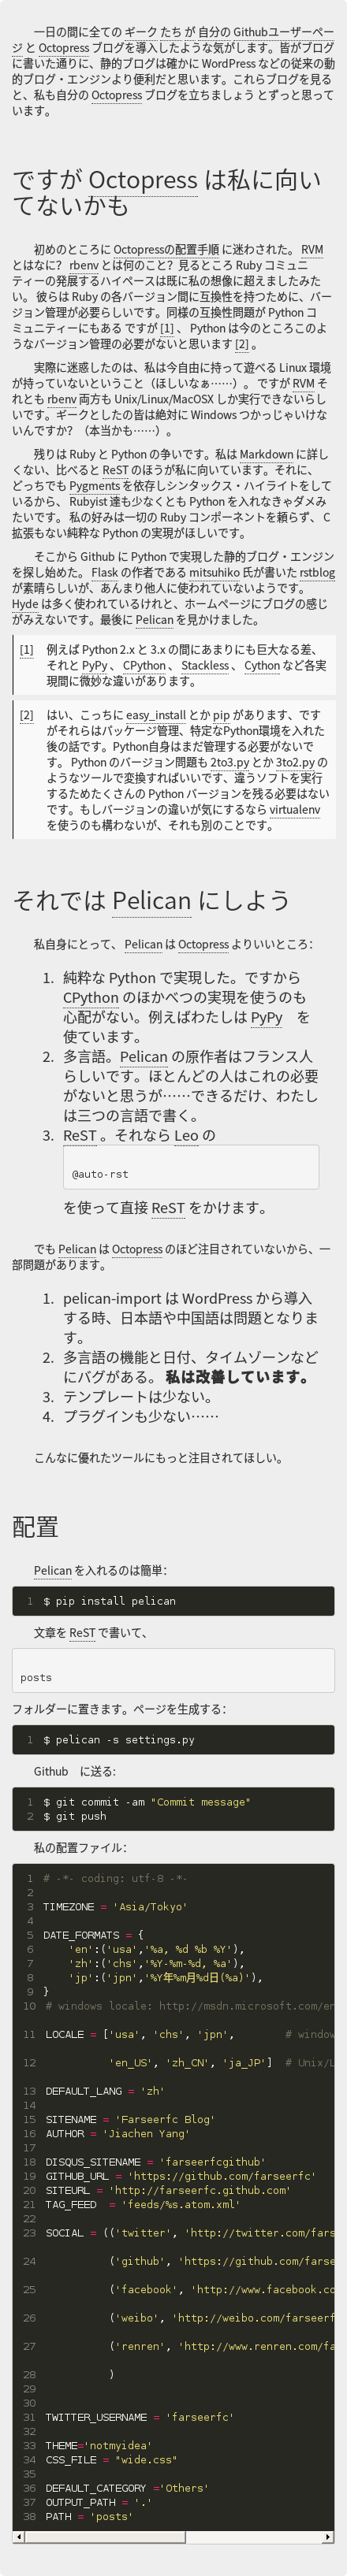 一日の間に全ての ギーク たち が 自分の Githubユーザーペー
ジ と Octopress ブログを導入したような気がします。皆がブログ
に書いた通りに、静的ブログは確かに WordPress などの従来の動
的ブログ・エンジンより便利だと思います。これらブログを見る
と、私も自分の Octopress ブログを立ちましょう とずっと思って
います。
ですが Octopress は私に向い
てないかも
初めのところに Octopressの配置手順 に迷わされた。 RVM
とはなに？ rbenv とは何のこと？見るところ Ruby コミュニ
ティーの発展するハイペースは既に私の想像に超えましたみた
い。 彼らは Ruby の各バージョン間に互換性を持つために、バー
ジョン管理が必要らしいです。同様の互換性問題が Python コ
ミュニティーにもある ですが [1] 、 Python は今のところこのよ
うなバージョン管理の必要がないと思います [2] 。
実際に迷惑したのは、私は今自由に持って遊べる Linux 環境
が持っていないということ（ほしいなぁ……）。 ですが RVM そ
れとも rbenv 両方も Unix/Linux/MacOSX しか実行できないらし
いです。ギークとしたの皆は絶対に Windows つかっじゃいけな
いんですか？（本当かも……）。
残りは Ruby と Python の争いです。私は Markdown に詳し
くない、比べると ReST のほうが私に向いています。それに、
どっちでも Pygments を依存しシンタックス・ハイライトをして
いるから、 Rubyist 達も少なくとも Python を入れなきゃダメみ
たいです。 私の好みは一切の Ruby コンポーネントを頼らず、 C
拡張もない純粋な Python の実現がほしいです。
そこから Github に Python で実現した静的ブログ・エンジン
を探し始めた。 Flask の作者である mitsuhiko 氏が書いた rstblog
が素晴らしいが、あんまり他人に使われていないようです。
Hyde は多く使われているけれと、ホームページにブログの感じ
がみえないです。最後に Pelican を見かけました。
[1] 例えば Python 2.x と 3.x の間にあまりにも巨大なる差、
それと PyPy 、 CPython 、 Stackless 、 Cython など各実
現間に微妙な違いがあります。
[2] はい、こっちに easy_install とか pip があります、です
がそれらはパッケージ管理、特定なPython環境を入れた
後の話です。Python自身はまだ管理する必要がないで
す。 Python のバージョン問題も 2to3.py とか 3to2.py の
ようなツールで変換すればいいです、違うソフトを実行
するためたくさんの Python バージョンを残る必要はない
です。もしバージョンの違いが気にするなら virtualenv
を使うのも構わないが、それも別のことです。
それでは Pelican にしよう
私自身にとって、 Pelican は Octopress よりいいところ：
1. 純粋な Python で実現した。ですから
CPython のほかべつの実現を使うのも
心配がない。例えばわたしは PyPy　を
使ています。
2. 多言語。Pelican の原作者はフランス人
らしいです。ほとんどの人はこれの必要
がないと思うが……できるだけ、わたし
は三つの言語で書く。
3. ReST 。それなら Leo の
@auto-rst
を使って直接 ReST をかけます。
でも Pelican は Octopress のほど注目されていないから、一
部問題があります。
1. pelican-import は WordPress から導入
する時、日本語や中国語は問題となりま
す。
2. 多言語の機能と日付、タイムゾーンなど
にバグがある。 私は改善しています。
3. テンプレートは少ない。
4. プラグインも少ない……
こんなに優れたツールにもっと注目されてほしい。
配置
Pelican を入れるのは簡単：
1 $ pip install pelican
文章を ReST で書いて、
posts
フォルダーに置きます。ページを生成する：
1 $ pelican -s settings.py
Github　に送る:
1 $ git commit -am "Commit message"
2 $ git push
私の配置ファイル：
1 # -*- coding: utf-8 -*-
2
3 TIMEZONE = 'Asia/Tokyo'
4
5 DATE_FORMATS = {
6 'en':('usa','%a, %d %b %Y'),
7 'zh':('chs','%Y-%m-%d, %a'),
8 'jp':('jpn','%Y年%m月%d日(%a)'),
9 }
10 # windows locale: http://msdn.microsoft.com/en
11 LOCALE = ['usa', 'chs', 'jpn', # window
12 'en_US', 'zh_CN', 'ja_JP'] # Unix/L
13 DEFAULT_LANG = 'zh'
14
15 SITENAME = 'Farseerfc Blog'
16 AUTHOR = 'Jiachen Yang'
17
18 DISQUS_SITENAME = 'farseerfcgithub'
19 GITHUB_URL = 'https://github.com/farseerfc'
20 SITEURL = 'http://farseerfc.github.com'
21 TAG_FEED = 'feeds/%s.atom.xml'
22
23 SOCIAL = (('twitter', 'http://twitter.com/fars
24 ('github', 'https://github.com/farse
25 ('facebook', 'http://www.facebook.co
26 ('weibo', 'http://weibo.com/farseerf
27 ('renren', 'http://www.renren.com/fa
28 )
29
30
31 TWITTER_USERNAME = 'farseerfc'
32
33 THEME='notmyidea'
34 CSS_FILE = "wide.css"
35
36 DEFAULT_CATEGORY ='Others'
37 OUTPUT_PATH = '.'
38 PATH = 'posts'